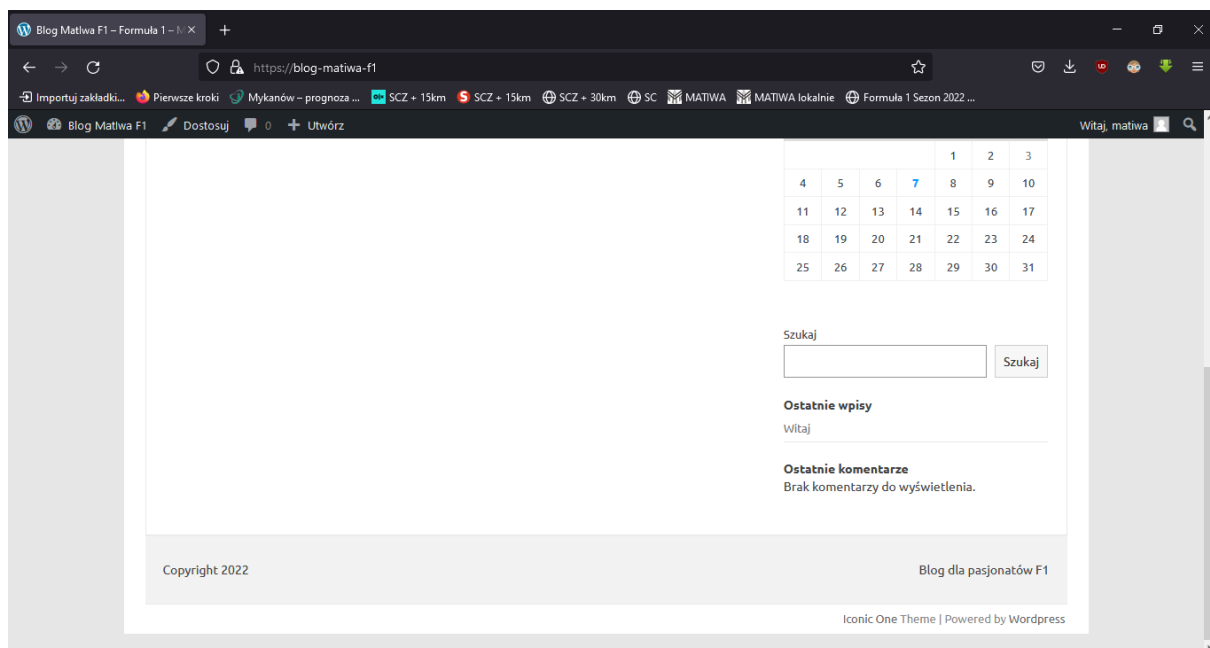 Blog Matlwa F1 – Formuła 1 – M
https://blog-matiwa-f1
Importuj zakładki... Pierwsze kroki Mykanów – prognoza ... SCZ + 15km SCZ + 15km SCZ + 30km SC MATIWA MATIWA lokalnie Formuła 1 Sezon 2022 ...
Blog Matlwa F1 Dostosuj 0 Utwórz Witaj, matiwa
1 2 3
4 5 6 7 8 9 10
11 12 13 14 15 16 17
18 19 20 21 22 23 24
25 26 27 28 29 30 31
Szukaj
Szukaj
Ostatnie wpisy
Witaj
Ostatnie komentarze
Brak komentarzy do wyświetlenia.
Copyright 2022 Blog dla pasjonatów F1
Iconic One Theme | Powered by Wordpress